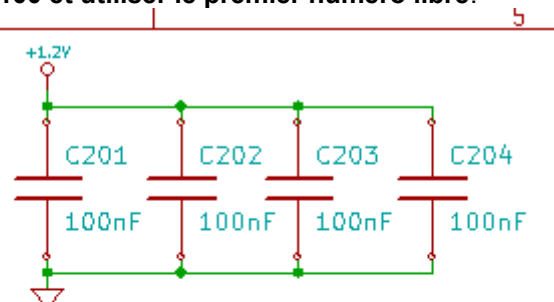 100 et utiliser le premier numéro libre.
5
+1.2V
C201 C202 C203 C204
100nF 100nF 100nF 100nF